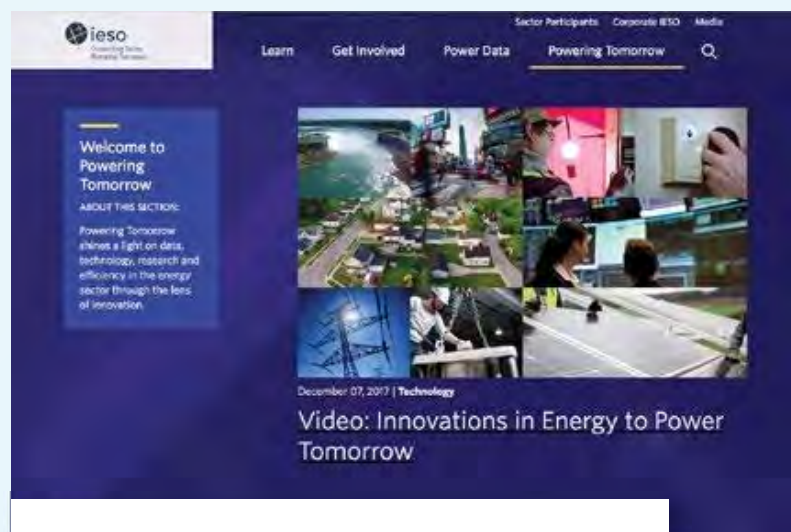 Sector Participants Corporate IESO Media
ieso
Learn Get Involved Power Data Powering Tomorrow
Welcome to
Powering
Tomorrow
ABOUT THIS SECTION:
Powering Tomorrow
shines a light on data,
technology, research and
efficiency in the energy
sector through the lens
of innovation.
December 07, 2017 | Technology
Video: Innovations in Energy to Power
Tomorrow